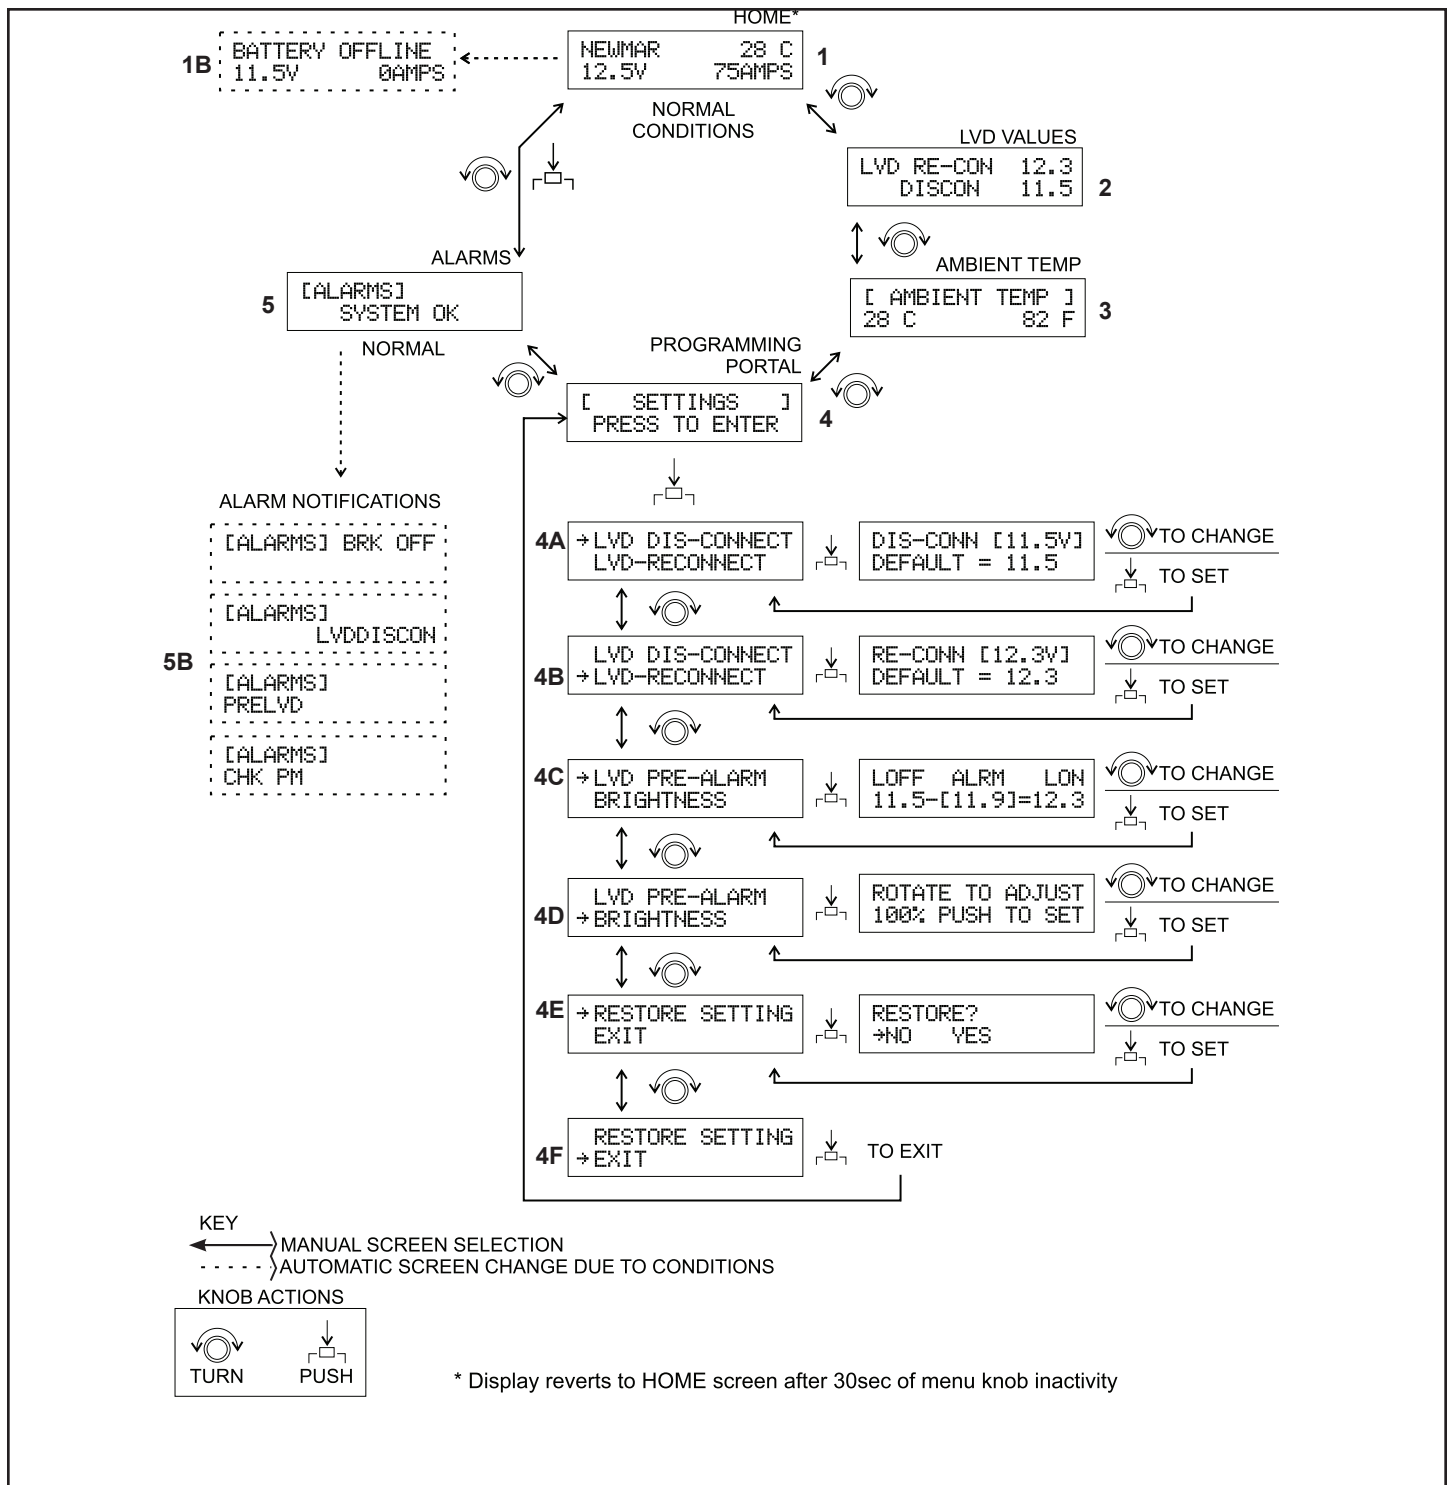 HOME*
1B
BATTERY OFFLINE
11.5V 0AMPS
NEWMAR 28 C
12.5V 75AMPS
1
NORMAL
CONDITIONS
LVD VALUES
LVD RE-CON 12.3
DISCON 11.5
2
ALARMS
5
[ALARMS]
SYSTEM OK
NORMAL
AMBIENT TEMP
[ AMBIENT TEMP ]
28 C 82 F
3
PROGRAMMING
PORTAL
[ SETTINGS ]
PRESS TO ENTER
4
ALARM NOTIFICATIONS
5B
[ALARMS] BRK OFF
[ALARMS]
LVDDISCON
[ALARMS]
PRELVD
[ALARMS]
CHK PM
4A
→LVD DIS-CONNECT
LVD-RECONNECT
DIS-CONN [11.5V]
DEFAULT = 11.5
TO CHANGE
TO SET
4B
LVD DIS-CONNECT
→LVD-RECONNECT
RE-CONN [12.3V]
DEFAULT = 12.3
TO CHANGE
TO SET
4C
→LVD PRE-ALARM
BRIGHTNESS
LOFF ALRM LON
11.5-[11.9]=12.3
TO CHANGE
TO SET
4D
LVD PRE-ALARM
→BRIGHTNESS
ROTATE TO ADJUST
100% PUSH TO SET
TO CHANGE
TO SET
4E
→RESTORE SETTING
EXIT
RESTORE?
→NO YES
TO CHANGE
TO SET
4F
RESTORE SETTING
→EXIT
TO EXIT
KEY
MANUAL SCREEN SELECTION
AUTOMATIC SCREEN CHANGE DUE TO CONDITIONS
KNOB ACTIONS
TURN PUSH
* Display reverts to HOME screen after 30sec of menu knob inactivity